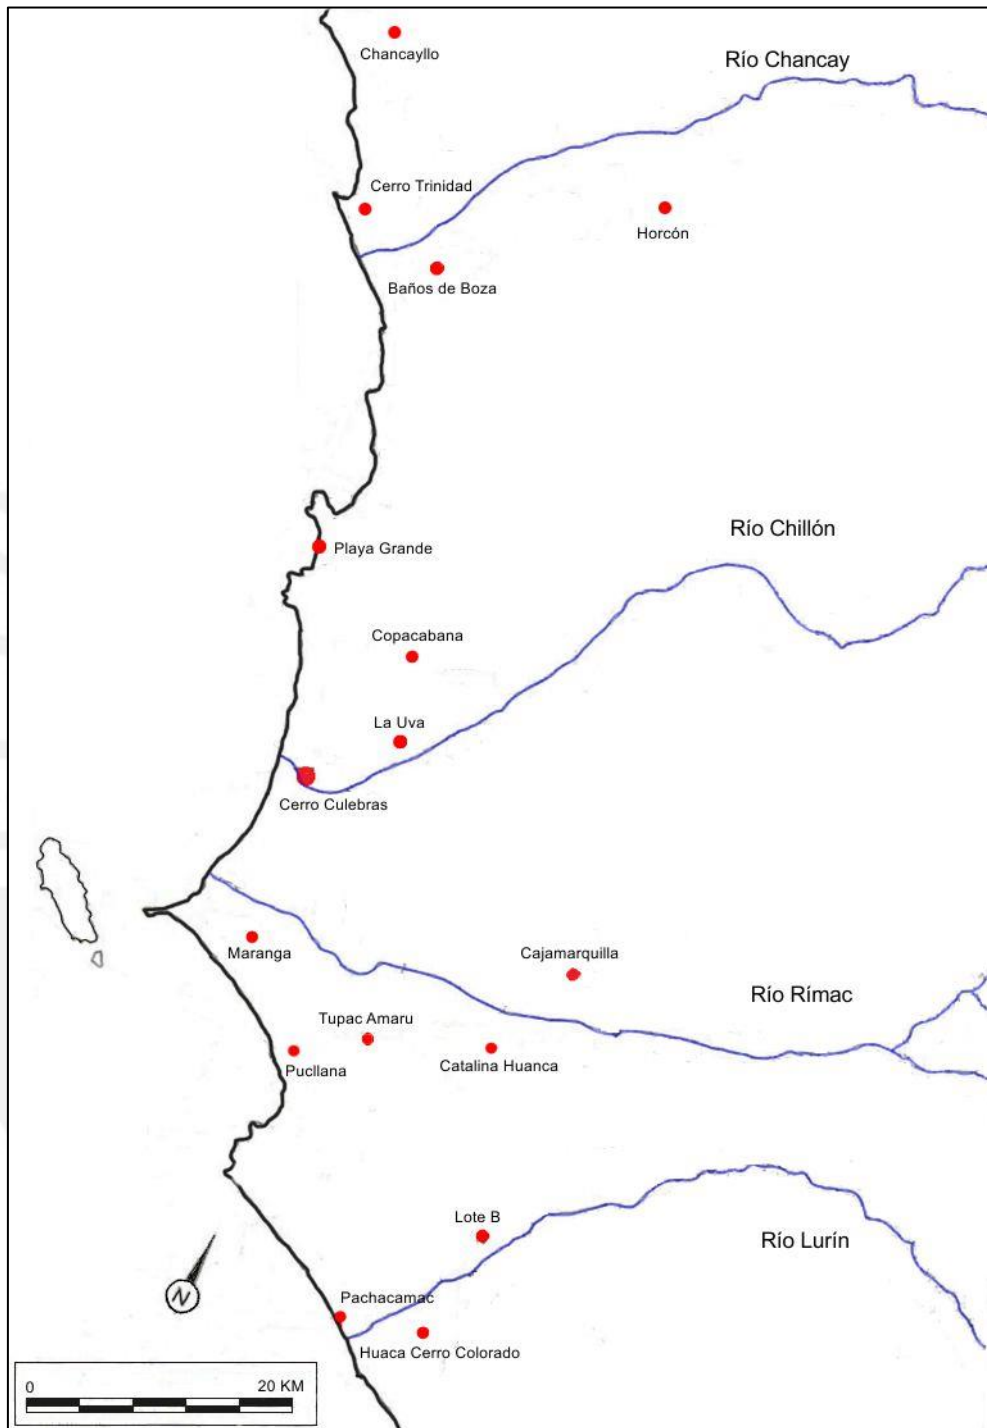 Chancayllo
Río Chancay
Cerro Trinidad
Horcón
Baños de Boza
Río Chillón
Playa Grande
Copacabana
La Uva
Cerro Culebras
Maranga
Cajamarquilla
Río Rímac
Tupac Amaru
Pucllana
Catalina Huanca
Lote B
Río Lurín
N
Pachacamac
Huaca Cerro Colorado
0 20 KM